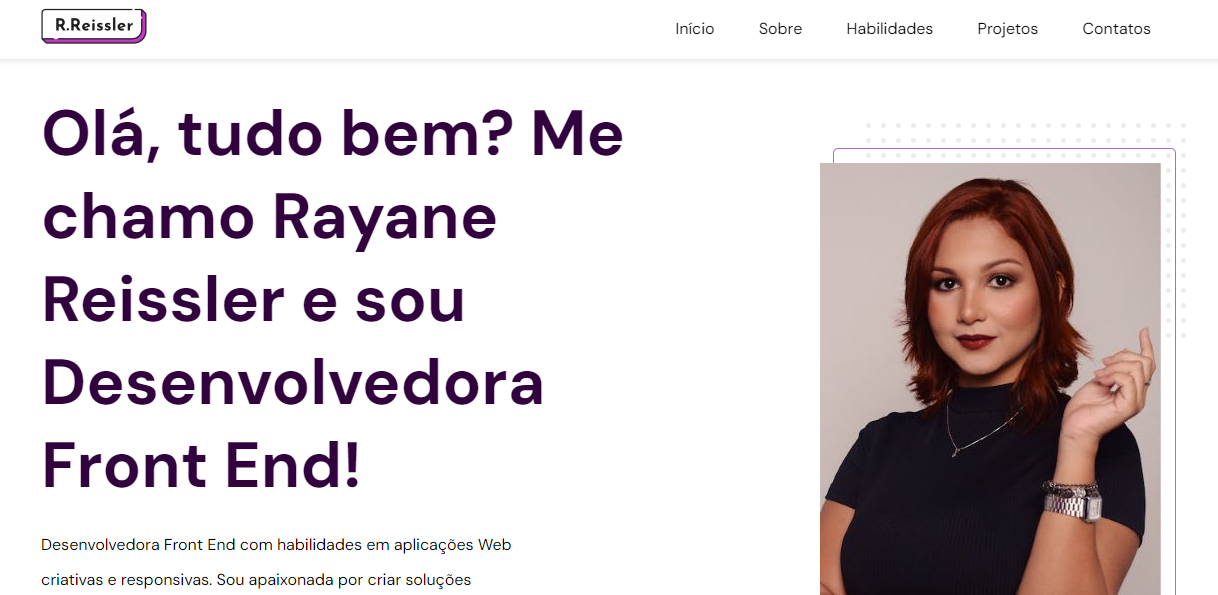 R.Reissler
Início Sobre Habilidades Projetos Contatos
Olá, tudo bem? Me
chamo Rayane
Reissler e sou
Desenvolvedora
Front End!
Desenvolvedora Front End com habilidades em aplicações Web
criativas e responsivas. Sou apaixonada por criar soluções